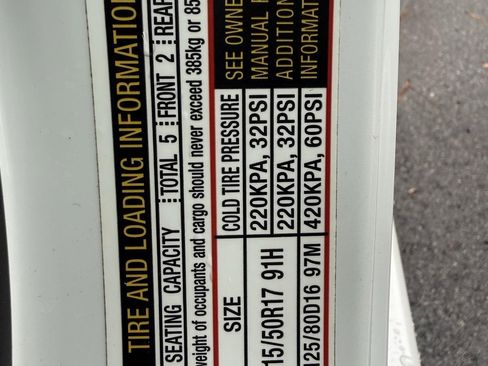 TIRE AND LOADING INFORMATION
SEATING CAPACITY TOTAL 5 FRONT 2 REAR
weight of occupants and cargo should never exceed 385kg or 85
SIZE COLD TIRE PRESSURE SEE OWNE
15/50R17 91H 220KPA, 32PSI MANUAL F
220KPA, 32PSI ADDITION
125/80D16 97M 420KPA, 60PSI INFORMAT